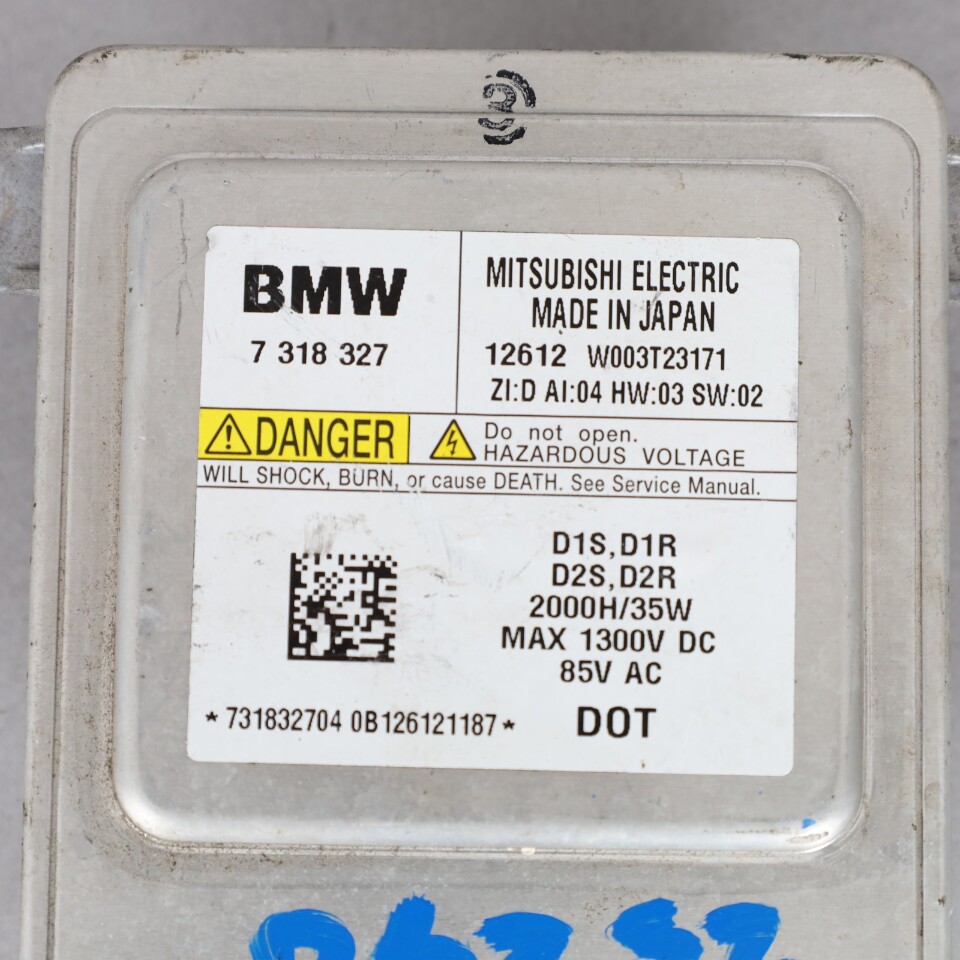 3
BMW
7 318 327
MITSUBISHI ELECTRIC
MADE IN JAPAN
12612 W003T23171
ZI:D AI:04 HW:03 SW:02
DANGER
Do not open.
HAZARDOUS VOLTAGE
WILL SHOCK, BURN, or cause DEATH. See Service Manual.
D1S,D1R
D2S,D2R
2000H/35W
MAX 1300V DC
85V AC
*731832704 0B126121187*
DOT